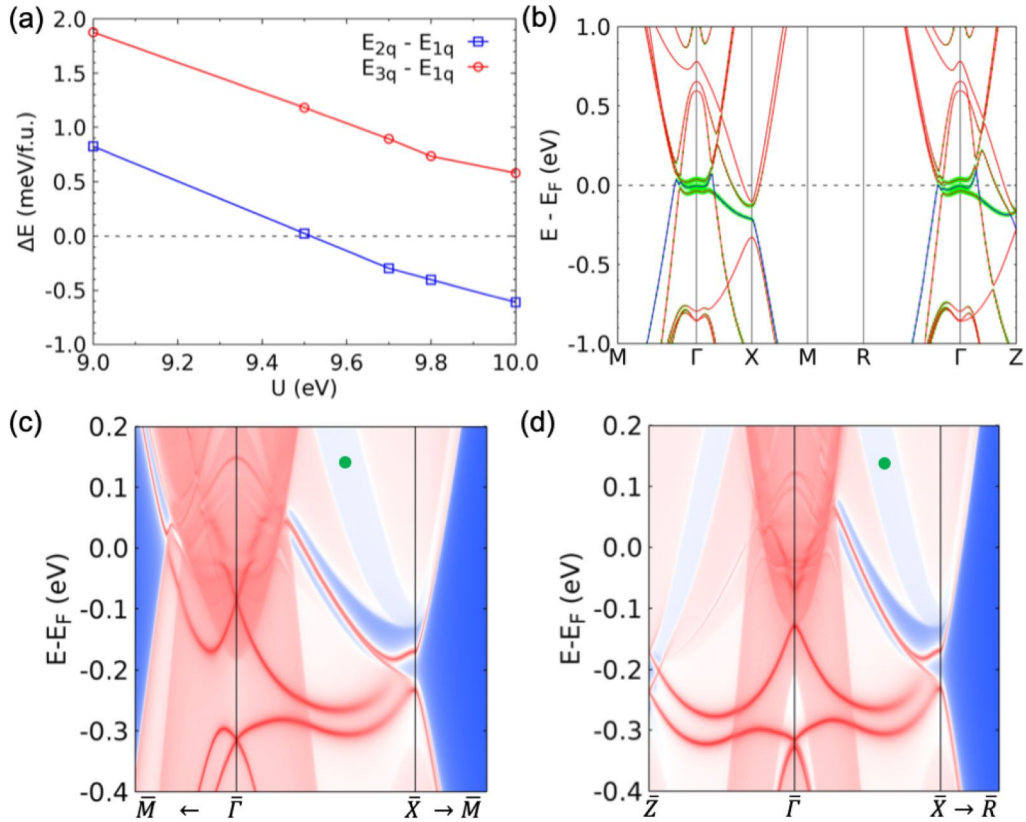 (a)
2.0
1.5
1.0
0.5
0.0
-0.5
-1.0
ΔE (meV/f.u.)
E2q - E1q
E3q - E1q
9.0 9.2 9.4 9.6 9.8 10.0
U (eV)
(b)
1.0
0.5
0.0
-0.5
-1.0
E - EF (eV)
M Γ X M R Γ Z
(c)
0.2
0.1
0.0
-0.1
-0.2
-0.3
-0.4
E-EF (eV)
M̄ ← Γ̄ X̄ → M̄
(d)
0.2
0.1
0.0
-0.1
-0.2
-0.3
-0.4
E-EF (eV)
Z̄ Γ̄ X̄ → R̄